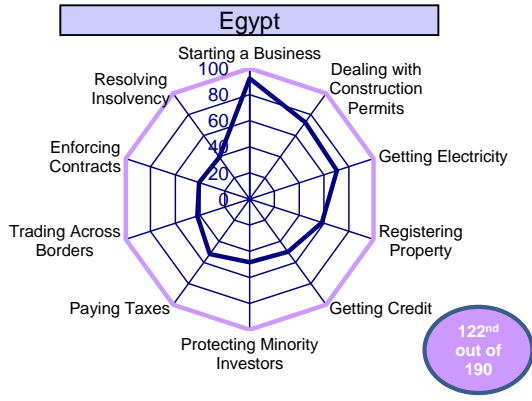 Egypt
Starting a Business
100
80
60
40
20
0
Dealing with
Construction
Permits
Getting Electricity
Registering
Property
Getting Credit
Protecting Minority
Investors
Paying Taxes
Trading Across
Borders
Enforcing
Contracts
Resolving
Insolvency
122nd
out of
190